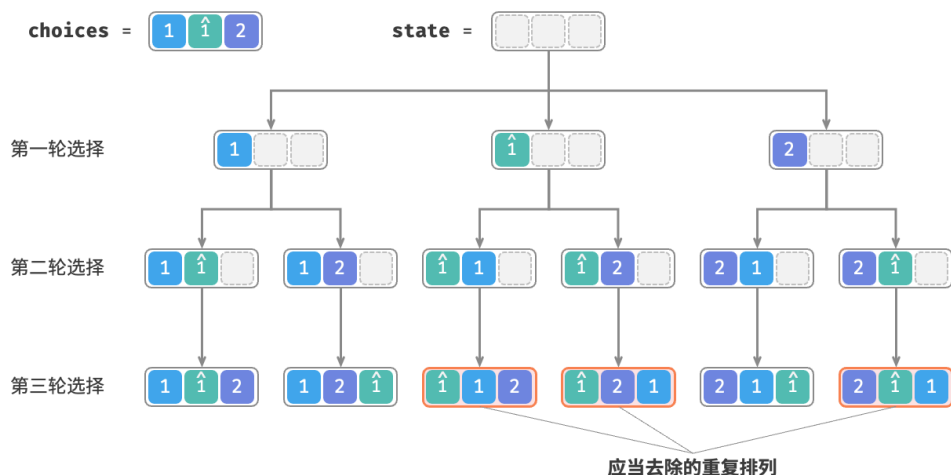 choices = 1 1̂ 2
state =
第一轮选择 1 1̂ 2
第二轮选择 1 1̂ 1 2 1̂ 1 1̂ 2 2 1 2 1̂
第三轮选择 1 1̂ 2 1 2 1̂ 1̂ 1 2 1̂ 2 1 2 1 1̂ 2 1̂ 1
应当去除的重复排列